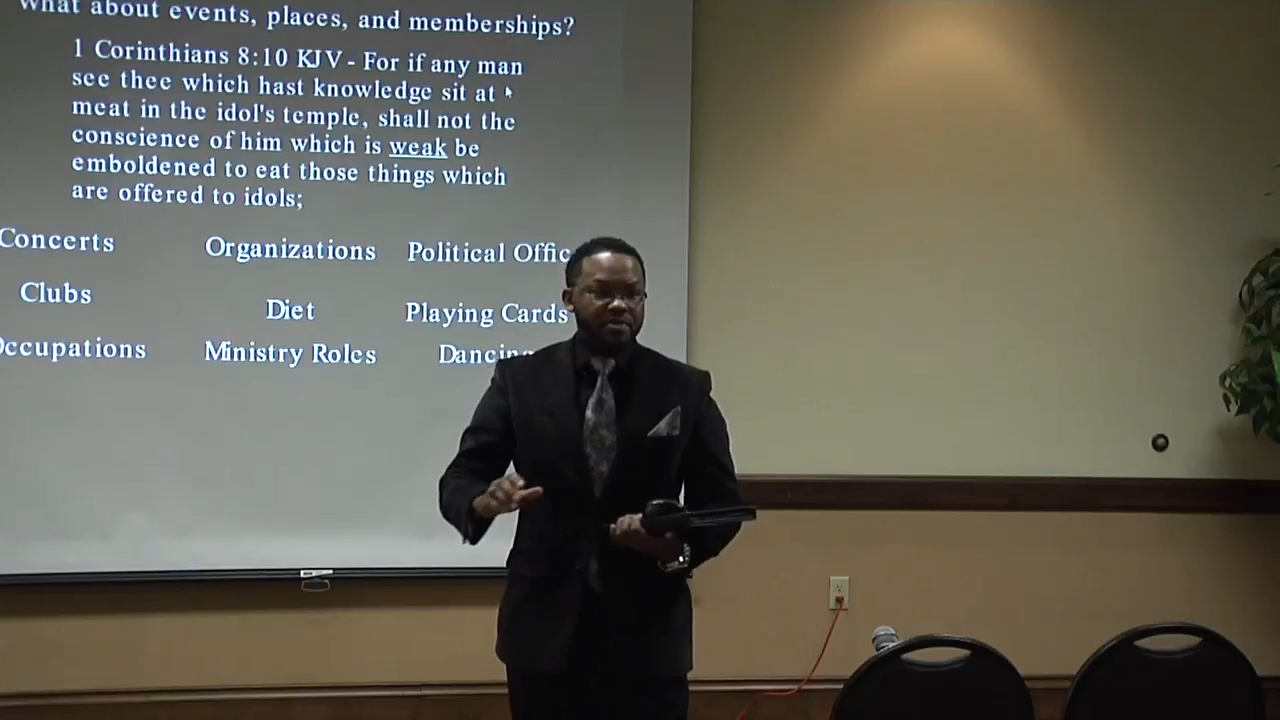 what about events, places, and memberships?
1 Corinthians 8:10 KJV - For if any man
see thee which hast knowledge sit at
meat in the idol's temple, shall not the
conscience of him which is weak be
emboldened to eat those things which
are offered to idols;
Concerts Organizations Political Offic
Clubs Diet Playing Cards
Occupations Ministry Roles Dancing